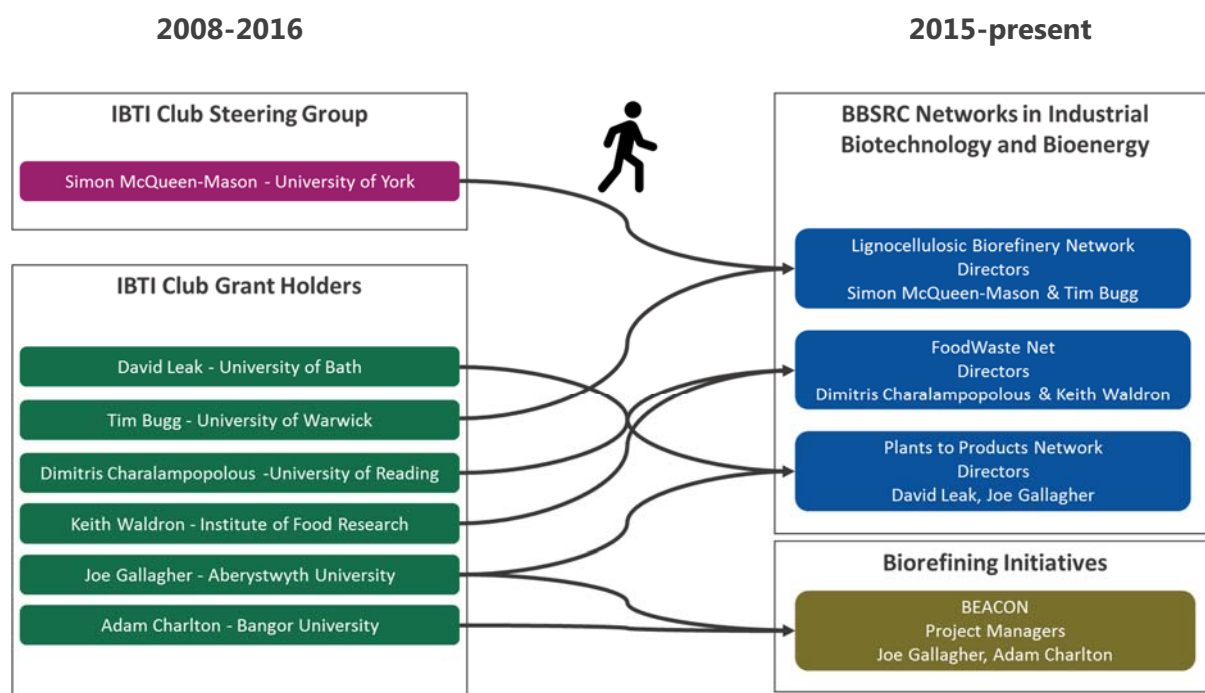 2008-2016
2015-present
IBTI Club Steering Group
Simon McQueen-Mason - University of York
IBTI Club Grant Holders
David Leak - University of Bath
Tim Bugg - University of Warwick
Dimitris Charalampopolous -University of Reading
Keith Waldron - Institute of Food Research
Joe Gallagher - Aberystwyth University
Adam Charlton - Bangor University
BBSRC Networks in Industrial
Biotechnology and Bioenergy
Lignocellulosic Biorefinery Network
Directors
Simon McQueen-Mason & Tim Bugg
FoodWaste Net
Directors
Dimitris Charalampopolous & Keith Waldron
Plants to Products Network
Directors
David Leak, Joe Gallagher
Biorefining Initiatives
BEACON
Project Managers
Joe Gallagher, Adam Charlton